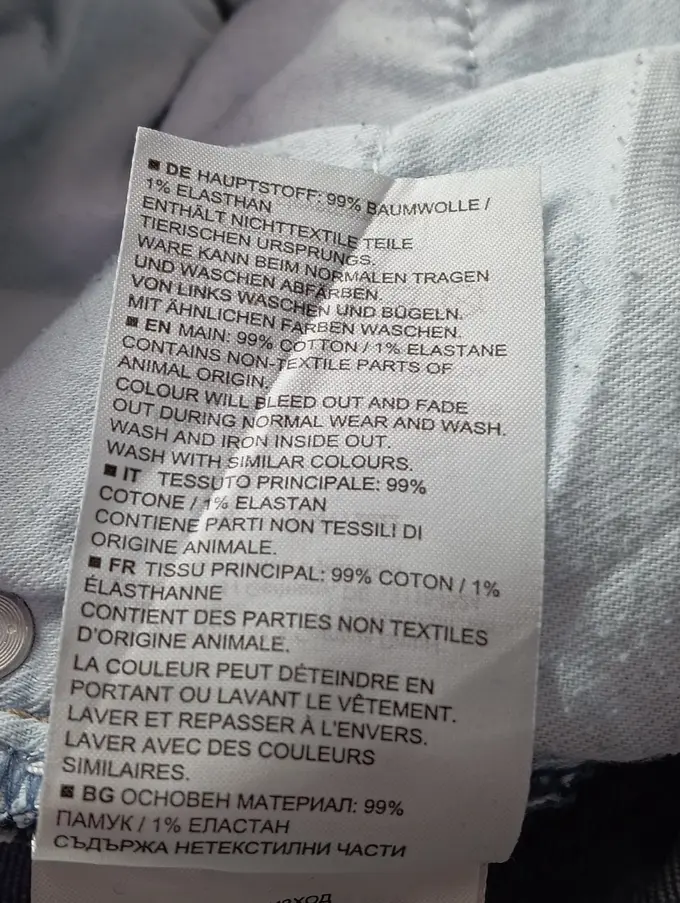 DE HAUPTSTOFF: 99% BAUMWOLLE /
1% ELASTHAN
ENTHÄLT NICHTTEXTILE TEILE
TIERISCHEN URSPRUNGS.
WARE KANN BEIM NORMALEN TRAGEN
UND WASCHEN ABFÄRBEN.
VON LINKS WASCHEN UND BÜGELN.
MIT ÄHNLICHEN FARBEN WASCHEN.
EN MAIN: 99% COTTON / 1% ELASTANE
CONTAINS NON-TEXTILE PARTS OF
ANIMAL ORIGIN.
COLOUR WILL BLEED OUT AND FADE
OUT DURING NORMAL WEAR AND WASH.
WASH AND IRON INSIDE OUT.
WASH WITH SIMILAR COLOURS.
IT TESSUTO PRINCIPALE: 99%
COTONE / 1% ELASTAN
CONTIENE PARTI NON TESSILI DI
ORIGINE ANIMALE.
FR TISSU PRINCIPAL: 99% COTON / 1%
ÉLASTHANNE
CONTIENT DES PARTIES NON TEXTILES
D'ORIGINE ANIMALE.
LA COULEUR PEUT DÉTEINDRE EN
PORTANT OU LAVANT LE VÊTEMENT.
LAVER ET REPASSER À L'ENVERS.
LAVER AVEC DES COULEURS
SIMILAIRES.
BG ОСНОВЕН МАТЕРИАЛ: 99%
ПАМУК / 1% ЕЛАСТАН
СЪДЪРЖА НЕТЕКСТИЛНИ ЧАСТИ